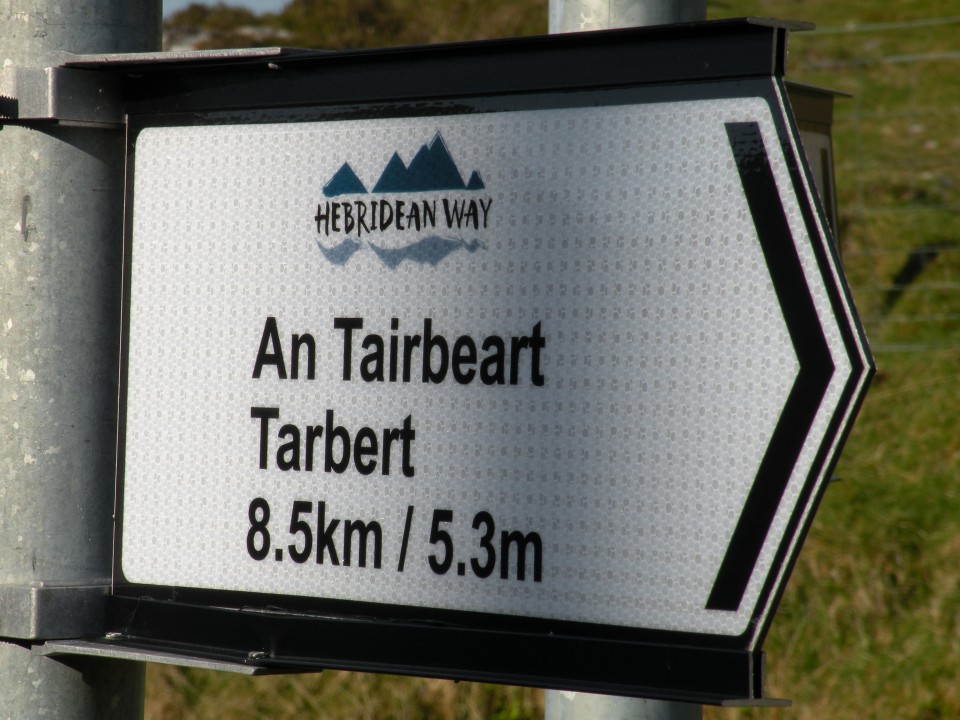 HEBRIDEAN WAY
An Tairbeart
Tarbert
8.5km / 5.3m